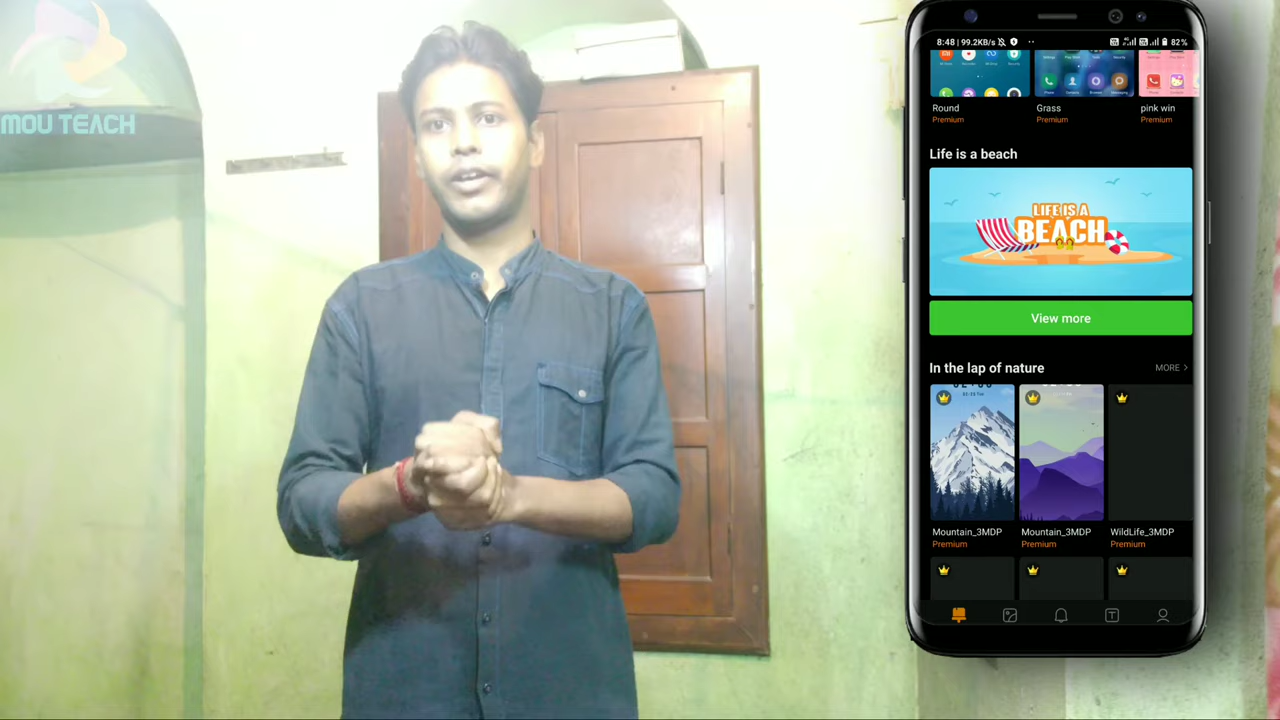 MOU TEACH
8:48 | 99.2KB/s
82%
Round
Premium
Grass
Premium
pink win
Premium
Life is a beach
LIFE IS A
BEACH
View more
In the lap of nature
MORE >
Mountain_3MDP
Premium
Mountain_3MDP
Premium
WildLife_3MDP
Premium